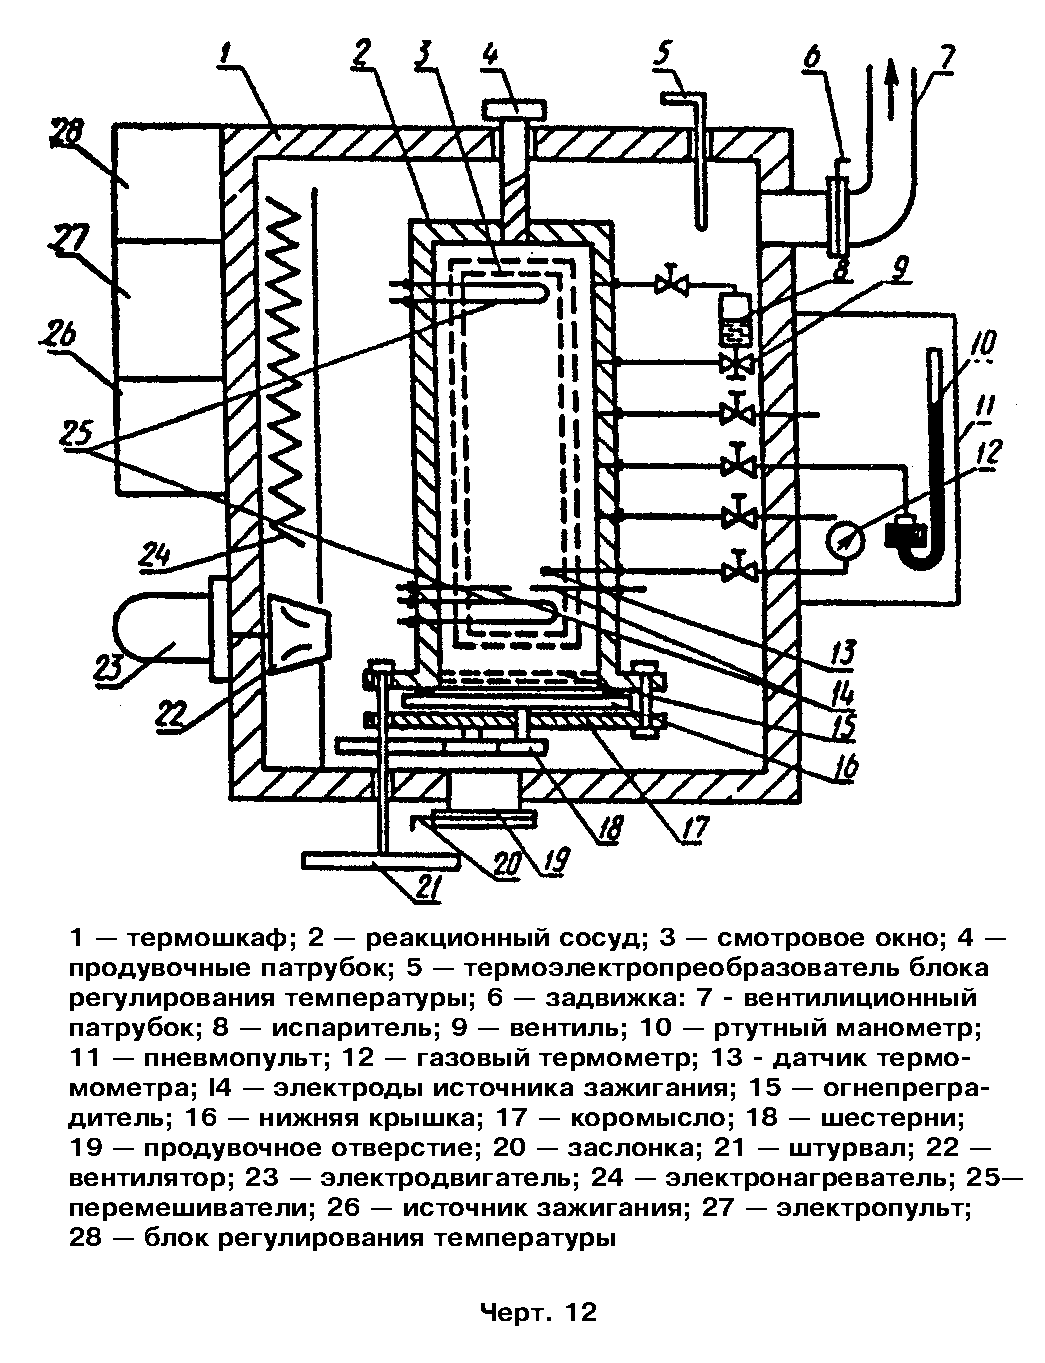 1 2 3 4 5 6 7
28
27
8 9
26
10
11
25
12
24
23
13
22
14
15
16
18 17
20 19
21
1 — термошкаф; 2 — реакционный сосуд; 3 — смотровое окно; 4 —
продувочные патрубок; 5 — термоэлектропреобразователь блока
регулирования температуры; 6 — задвижка: 7 - вентилиционный
патрубок; 8 — испаритель; 9 — вентиль; 10 — ртутный манометр;
11 — пневмопульт; 12 — газовый термометр; 13 - датчик термо-
мометра; I4 — электроды источника зажигания; 15 — огнепрегра-
дитель; 16 — нижняя крышка; 17 — коромысло; 18 — шестерни;
19 — продувочное отверстие; 20 — заслонка; 21 — штурвал; 22 —
вентилятор; 23 — электродвигатель; 24 — электронагреватель; 25—
перемешиватели; 26 — источник зажигания; 27 — электропульт;
28 — блок регулирования температуры
Черт. 12